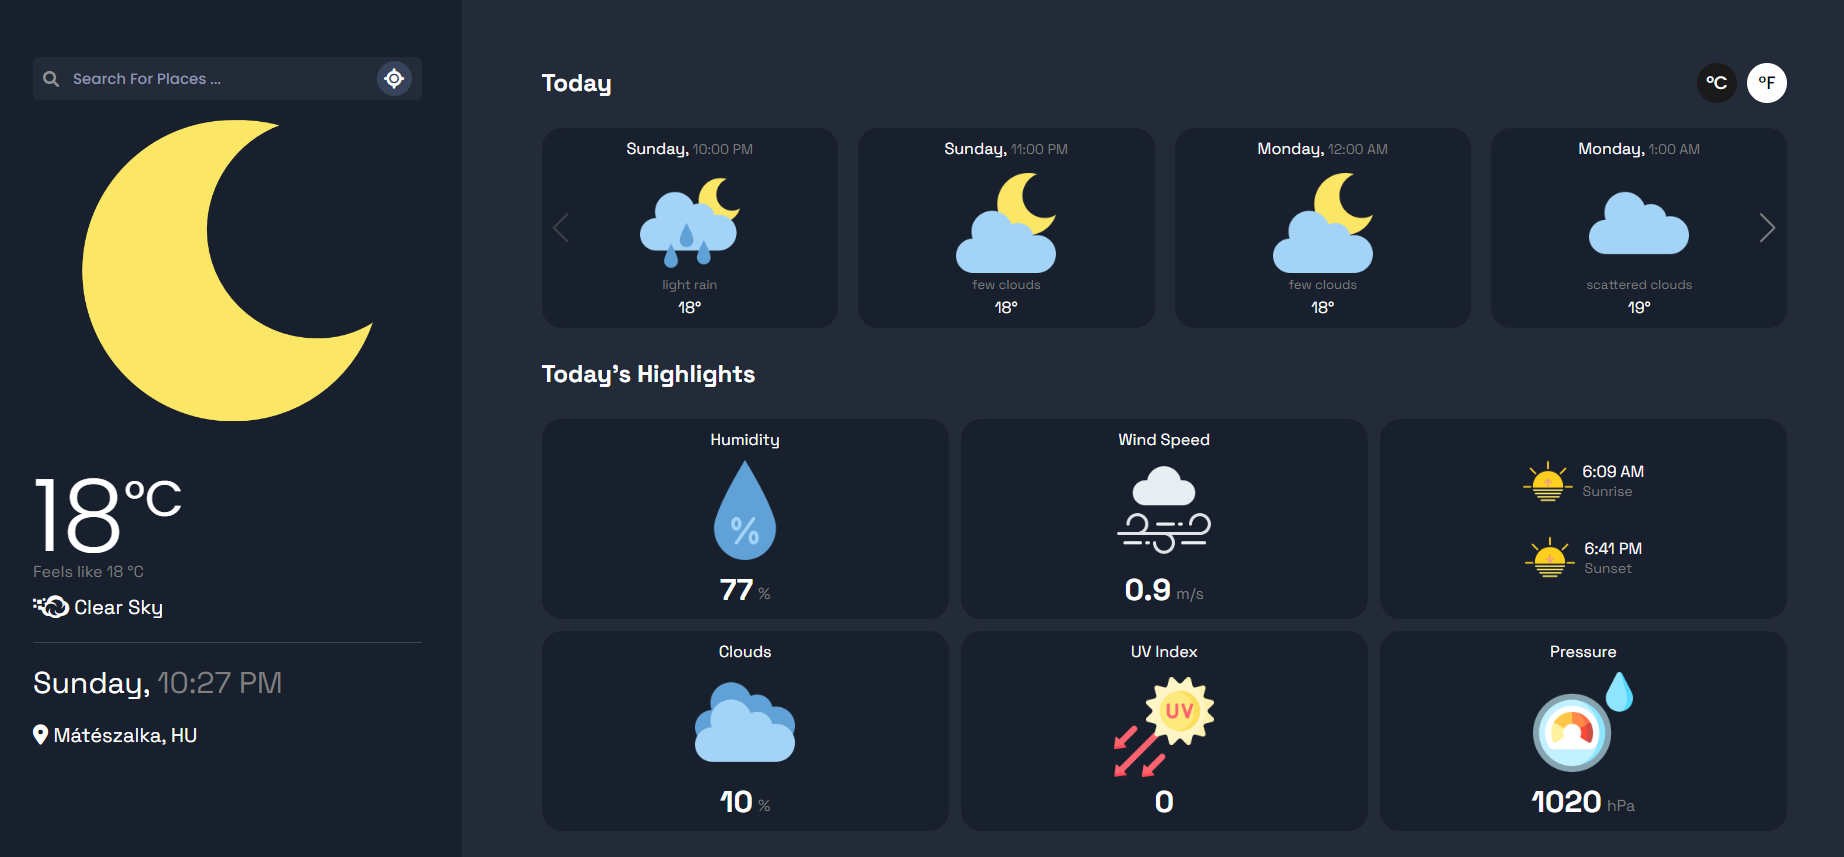 Search For Places ...
18°C
Feels like 18 °C
Clear Sky
Sunday, 10:27 PM
Mátészalka, HU
Today
°C
°F
Sunday, 10:00 PM
light rain
18°
Sunday, 11:00 PM
few clouds
18°
Monday, 12:00 AM
few clouds
18°
Monday, 1:00 AM
scattered clouds
19°
Today's Highlights
Humidity
%
77 %
Wind Speed
0.9 m/s
6:09 AM
Sunrise
6:41 PM
Sunset
Clouds
10 %
UV Index
UV
0
Pressure
1020 hPa